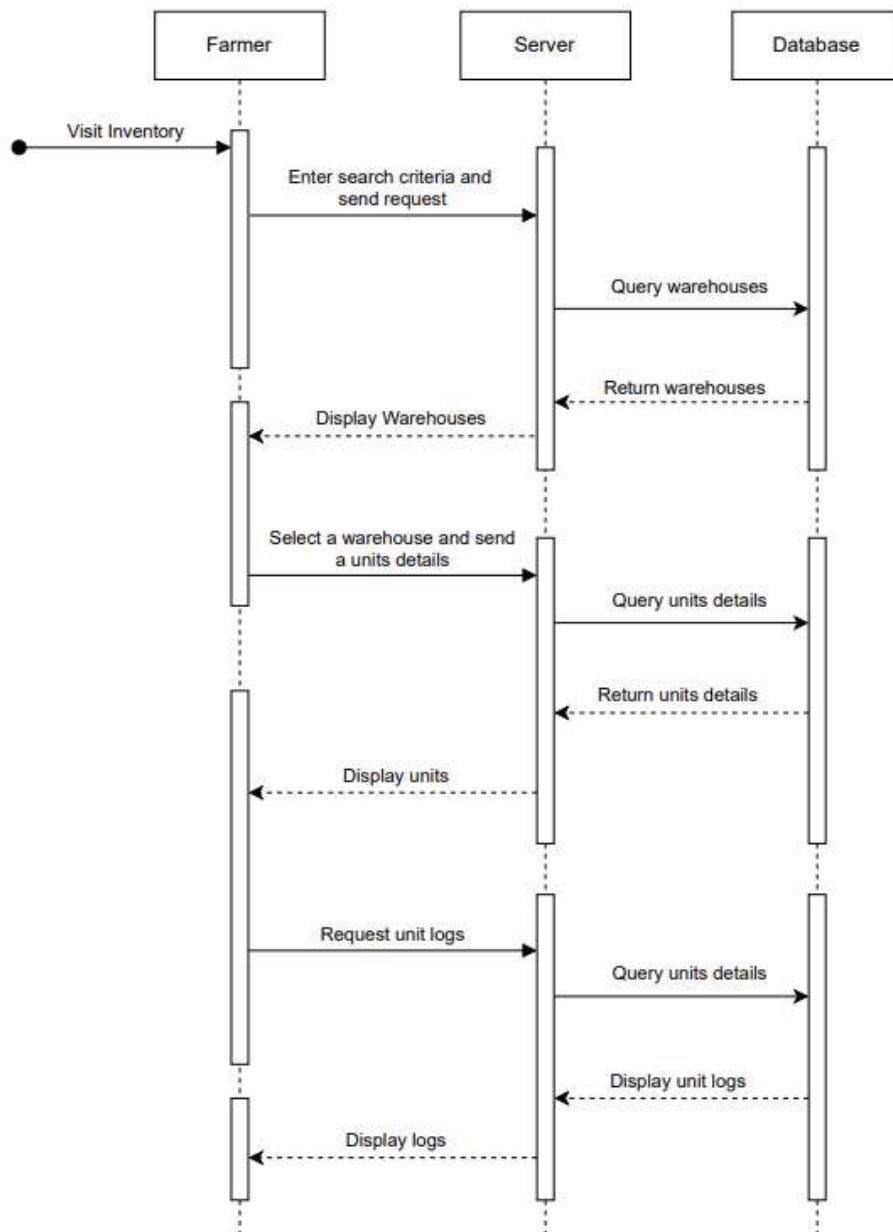 Farmer
Server
Database
Visit Inventory
Enter search criteria and
send request
Query warehouses
Return warehouses
Display Warehouses
Select a warehouse and send
a units details
Query units details
Return units details
Display units
Request unit logs
Query units details
Display unit logs
Display logs